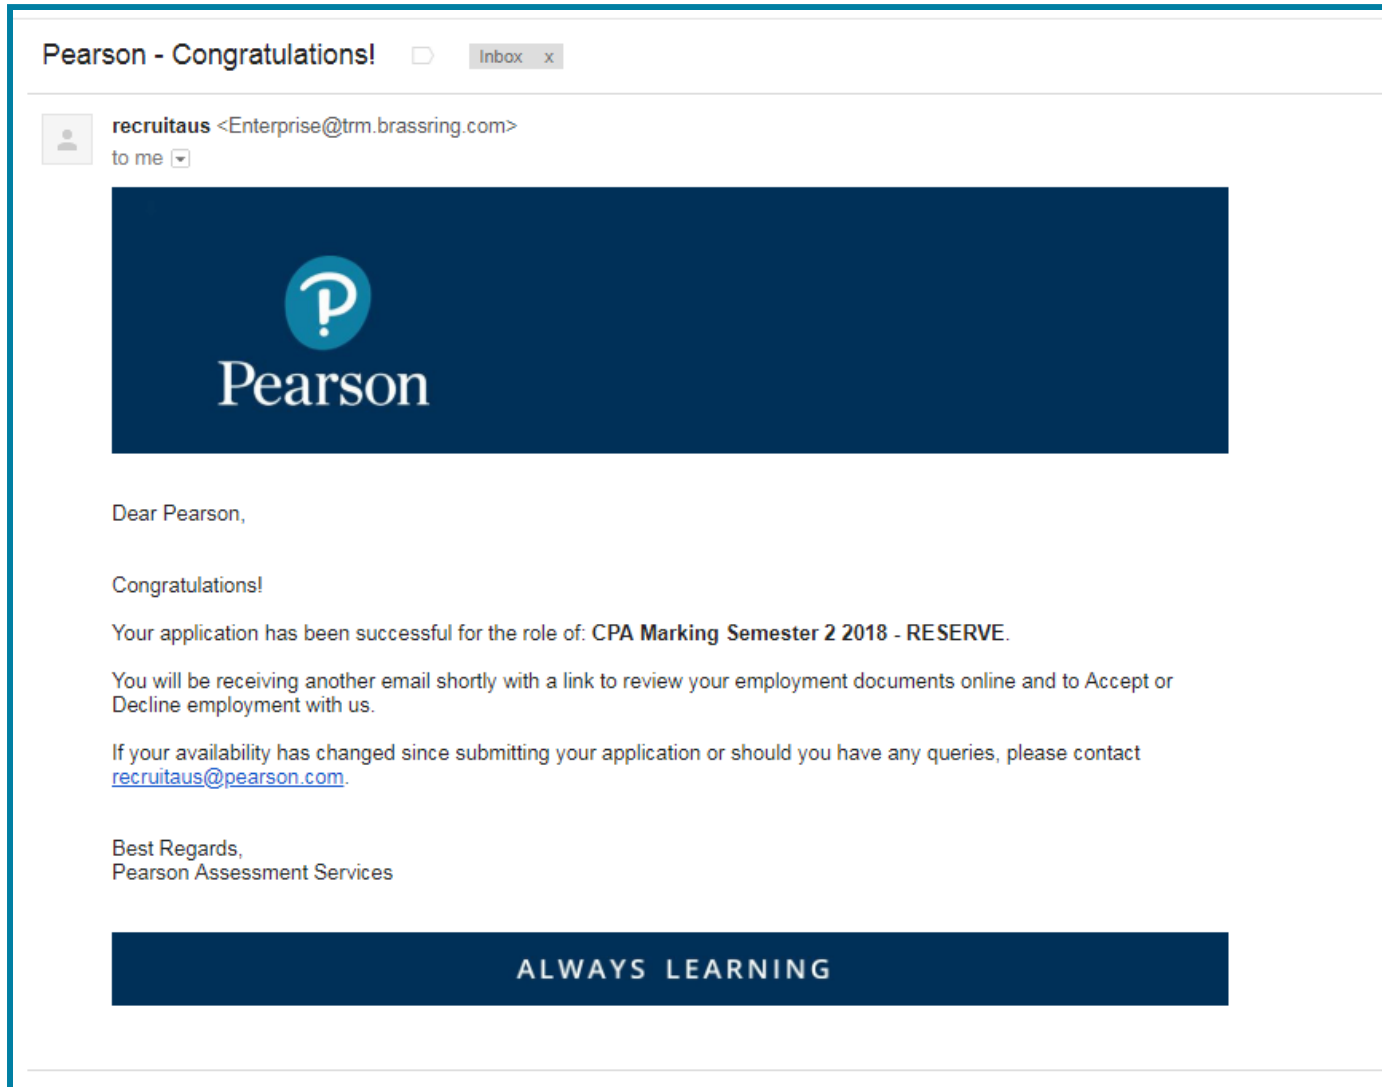 Pearson - Congratulations!
Inbox x
recruitaus <Enterprise@trm.brassring.com>
to me
Pearson
Dear Pearson,
Congratulations!
Your application has been successful for the role of: CPA Marking Semester 2 2018 - RESERVE.
You will be receiving another email shortly with a link to review your employment documents online and to Accept or
Decline employment with us.
If your availability has changed since submitting your application or should you have any queries, please contact
recruitaus@pearson.com.
Best Regards,
Pearson Assessment Services
ALWAYS LEARNING